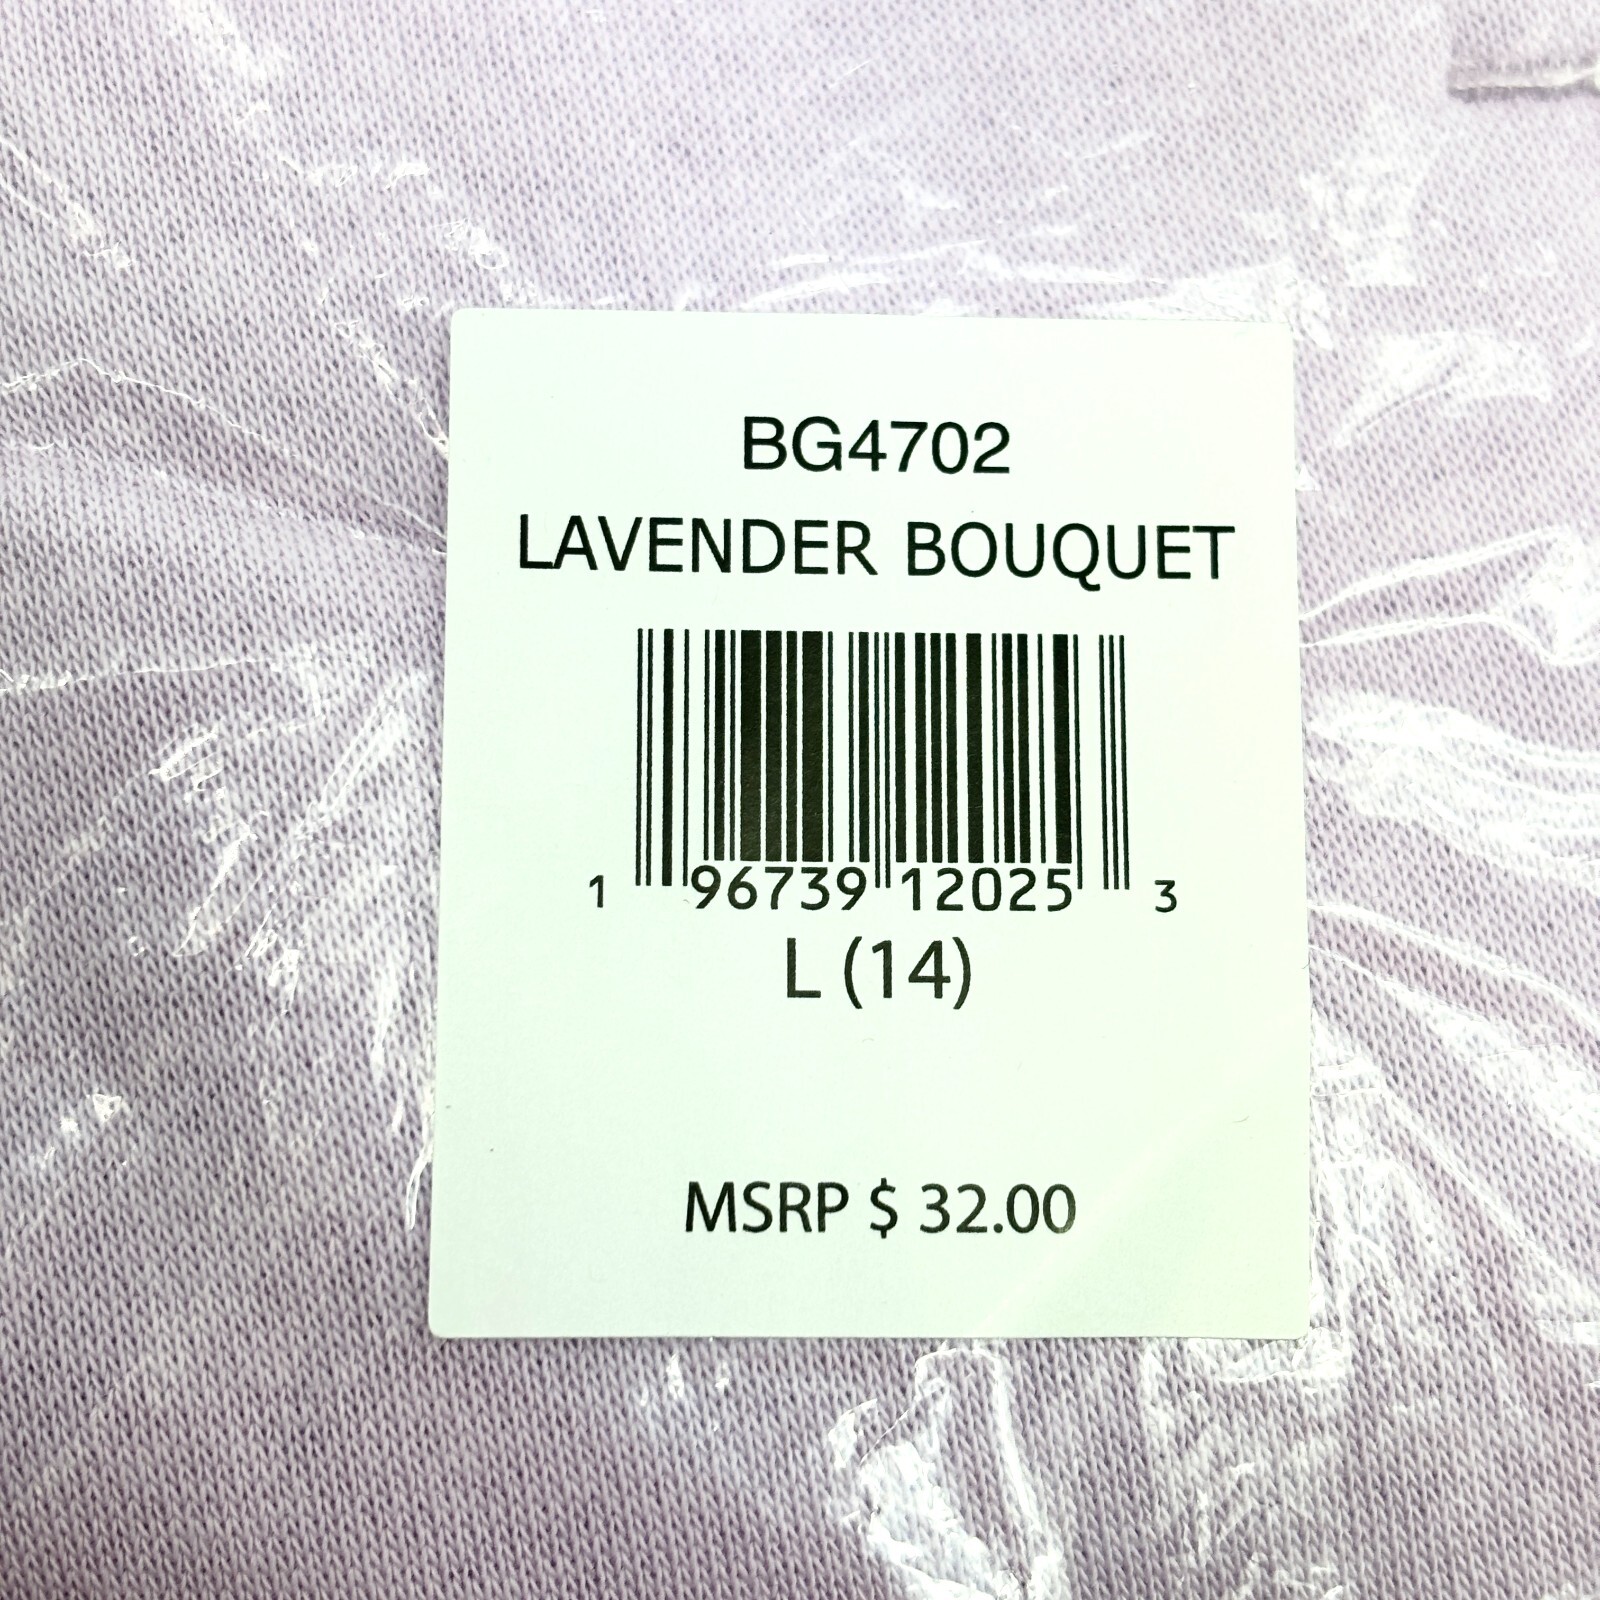 BG4702
LAVENDER BOUQUET
1 96739 12025 3
L (14)
MSRP $ 32.00